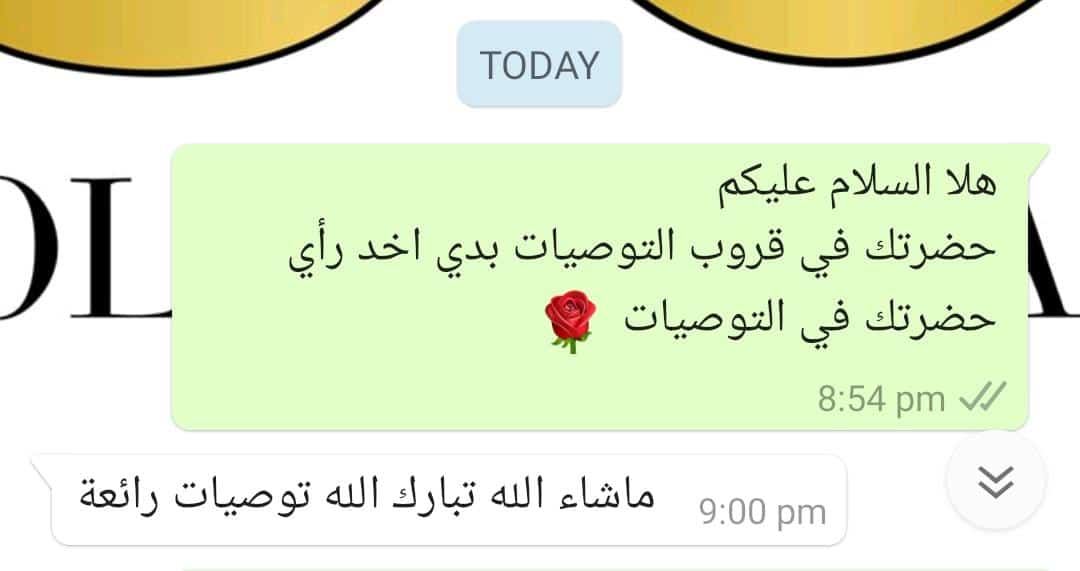 TODAY
هلا السلام عليكم
حضرتك في قروب التوصيات بدي اخد رأي
حضرتك في التوصيات 🌹
8:54 pm
ماشاء الله تبارك الله توصيات رائعة
9:00 pm